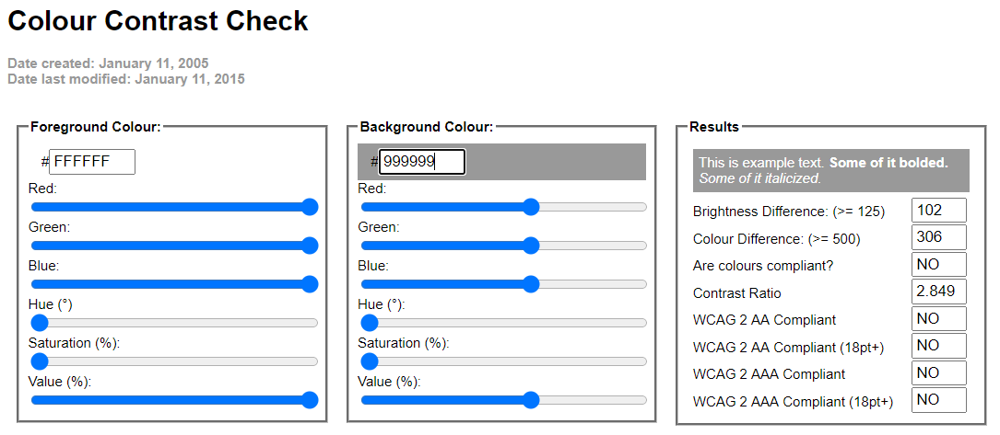 Colour Contrast Check
Date created: January 11, 2005
Date last modified: January 11, 2015
Foreground Colour:
# FFFFFF
Red:
Green:
Blue:
Hue (°)
Saturation (%):
Value (%):
Background Colour:
# 999999
Red:
Green:
Blue:
Hue (°):
Saturation (%):
Value (%):
Results
This is example text. Some of it bolded.
Some of it italicized.
Brightness Difference: (>= 125) 102
Colour Difference: (>= 500) 306
Are colours compliant? NO
Contrast Ratio 2.849
WCAG 2 AA Compliant NO
WCAG 2 AA Compliant (18pt+) NO
WCAG 2 AAA Compliant NO
WCAG 2 AAA Compliant (18pt+) NO